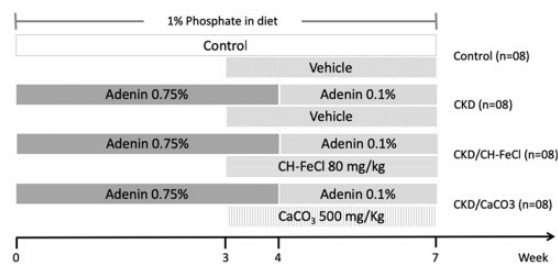 1% Phosphate in diet
Control
Vehicle
Control (n=08)
Adenin 0.75% Adenin 0.1%
Vehicle
CKD (n=08)
Adenin 0.75% Adenin 0.1%
CH-FeCl 80 mg/kg
CKD/CH-FeCl (n=08)
Adenin 0.75% Adenin 0.1%
CaCO₃ 500 mg/Kg
CKD/CaCO3 (n=08)
0 3 4 7 Week